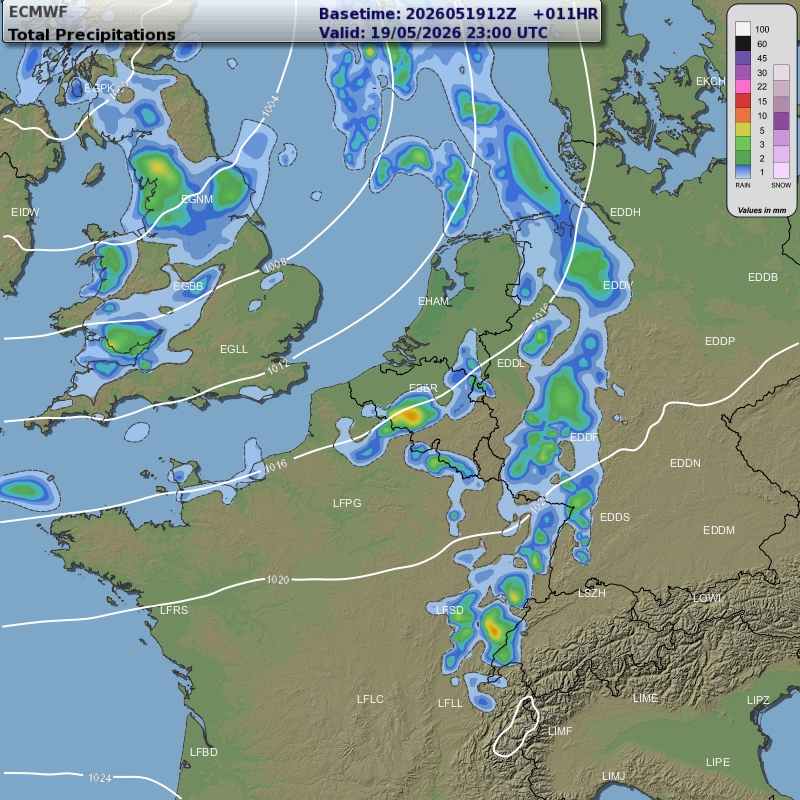 ECMWF
Basetime: 2026051912Z +011HR
Total Precipitations
Valid: 19/05/2026 23:00 UTC
100
60
45
30
22
15
10
5
3
2
1
RAIN
SNOW
Values in mm
EGPK
EKCH
1004
EIDW
EGNM
EDDH
1008
EGBB
EDDV
EDDB
EHAM
EGLL
EDDP
1012
EDDL
EBBR
EDDF
1016
EDDN
LFPG
EDDS
EDDM
1020
LSZH
LOWI
LFRS
LFSD
LFLC
LFLL
LIME
LIPZ
LIMF
LFBD
LIPE
LIMJ
1024